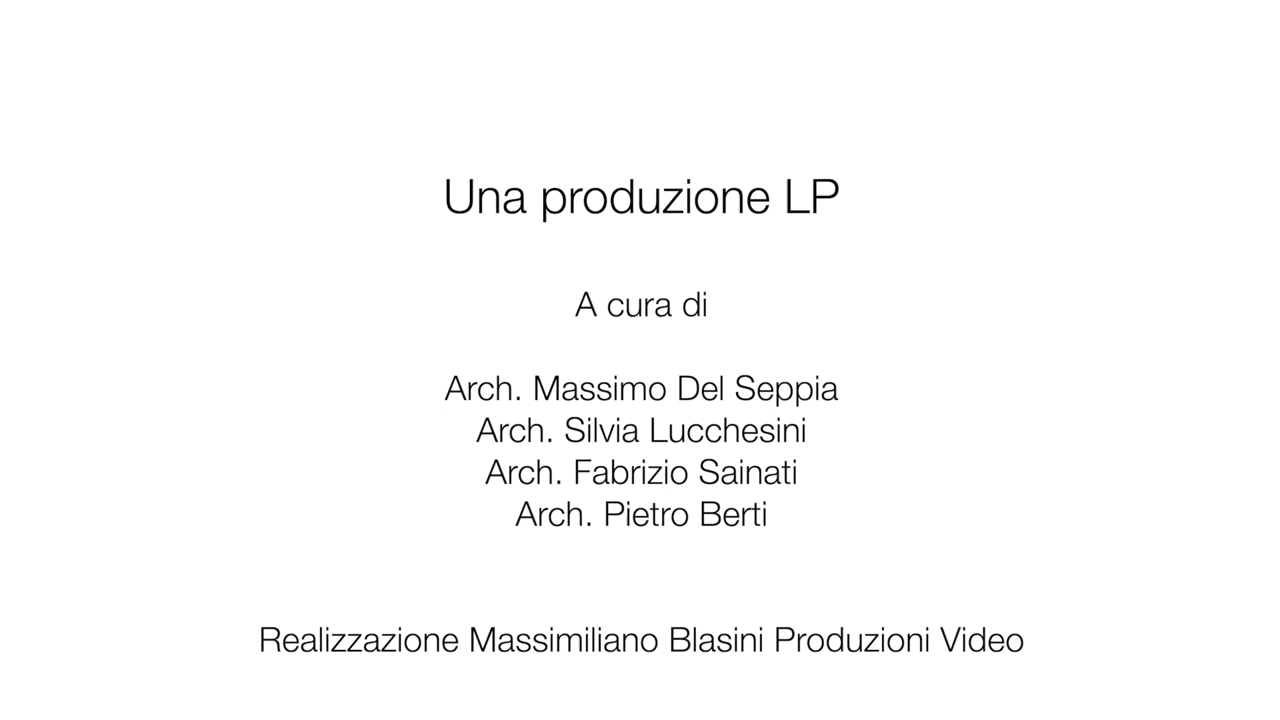 Una produzione LP
A cura di
Arch. Massimo Del Seppia
Arch. Silvia Lucchesini
Arch. Fabrizio Sainati
Arch. Pietro Berti
Realizzazione Massimiliano Blasini Produzioni Video